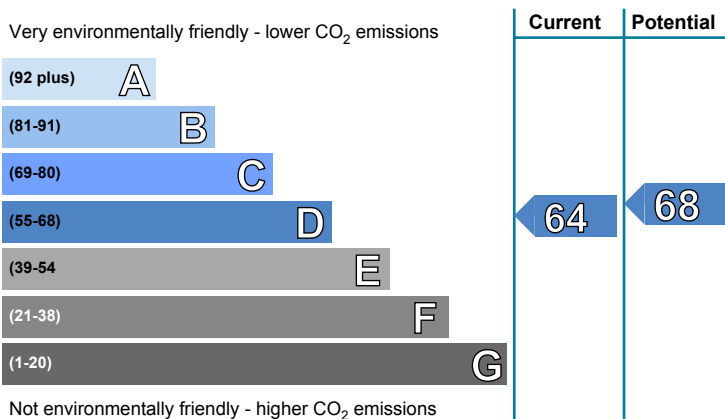 Current Potential
Very environmentally friendly - lower CO2 emissions
(92 plus) A
(81-91) B
(69-80) C
(55-68) D 64 68
(39-54 E
(21-38) F
(1-20) G
Not environmentally friendly - higher CO2 emissions